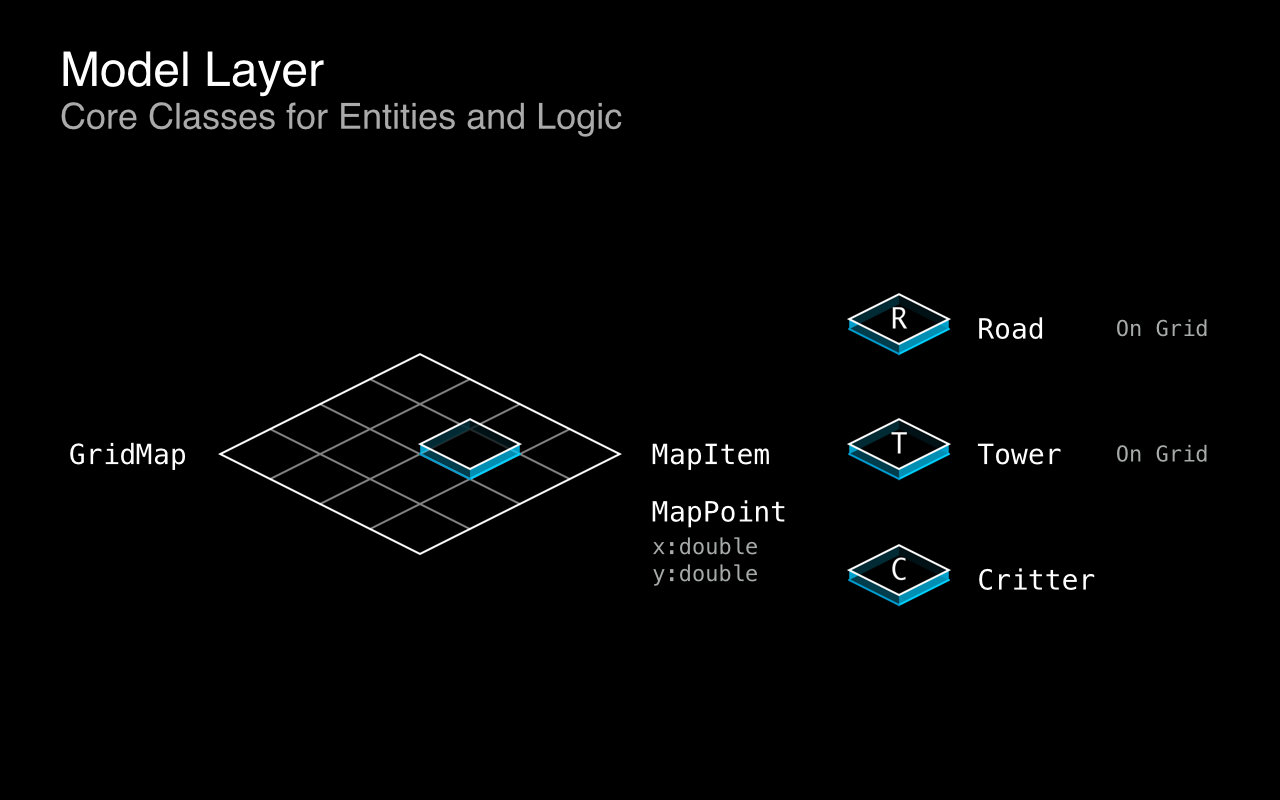 Model Layer
Core Classes for Entities and Logic
GridMap
MapItem
MapPoint
x:double
y:double
R
Road
On Grid
T
Tower
On Grid
C
Critter